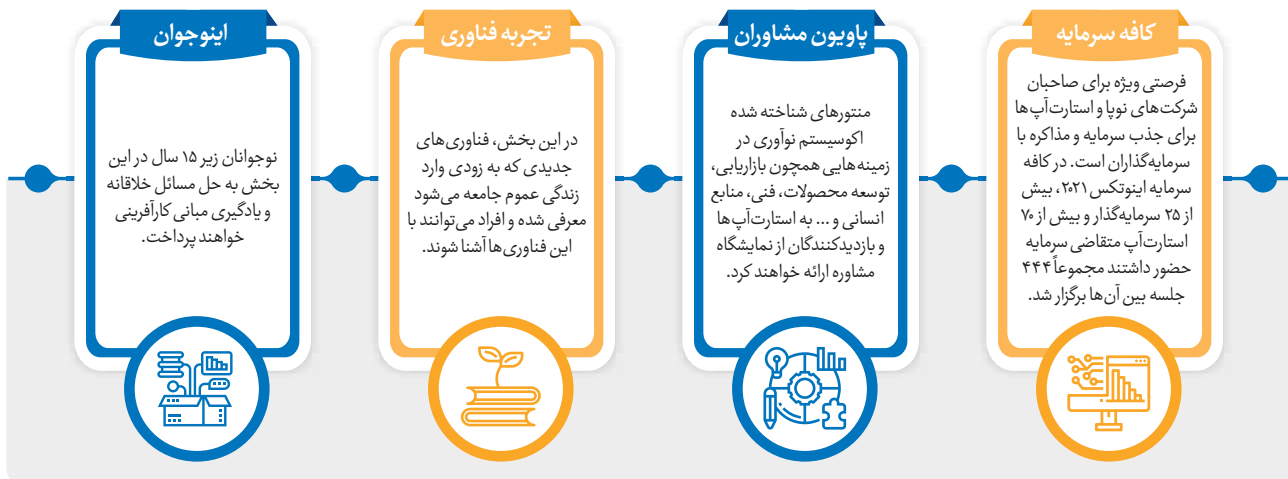 کافه سرمایه
فرصتی ویژه برای صاحبان
شرکت‌های نوپا و استارت‌آپ‌ها
برای جذب سرمایه و مذاکره با
سرمایه‌گذاران است. در کافه
سرمایه اینوتکس ۲۰۲۱، بیش
از ۲۵ سرمایه‌گذار و بیش از ۷۰
استارت‌آپ متقاضی سرمایه
حضور داشتند مجموعاً ۴۴۴
جلسه بین آن‌ها برگزار شد.
پاویون مشاوران
منتورهای شناخته شده
اکوسیستم نوآوری در
زمینه‌هایی همچون بازاریابی،
توسعه محصولات، فنی، منابع
انسانی و ... به استارت‌آپ‌ها
و بازدیدکنندگان از نمایشگاه
مشاوره ارائه خواهند کرد.
تجربه فناوری
در این بخش، فناوری‌های
جدیدی که به زودی وارد
زندگی عموم جامعه می‌شود
معرفی شده و افراد می‌توانند با
این فناوری‌ها آشنا شوند.
اینوجوان
نوجوانان زیر ۱۵ سال در این
بخش به حل مسائل خلاقانه
و یادگیری مبانی کارآفرینی
خواهند پرداخت.